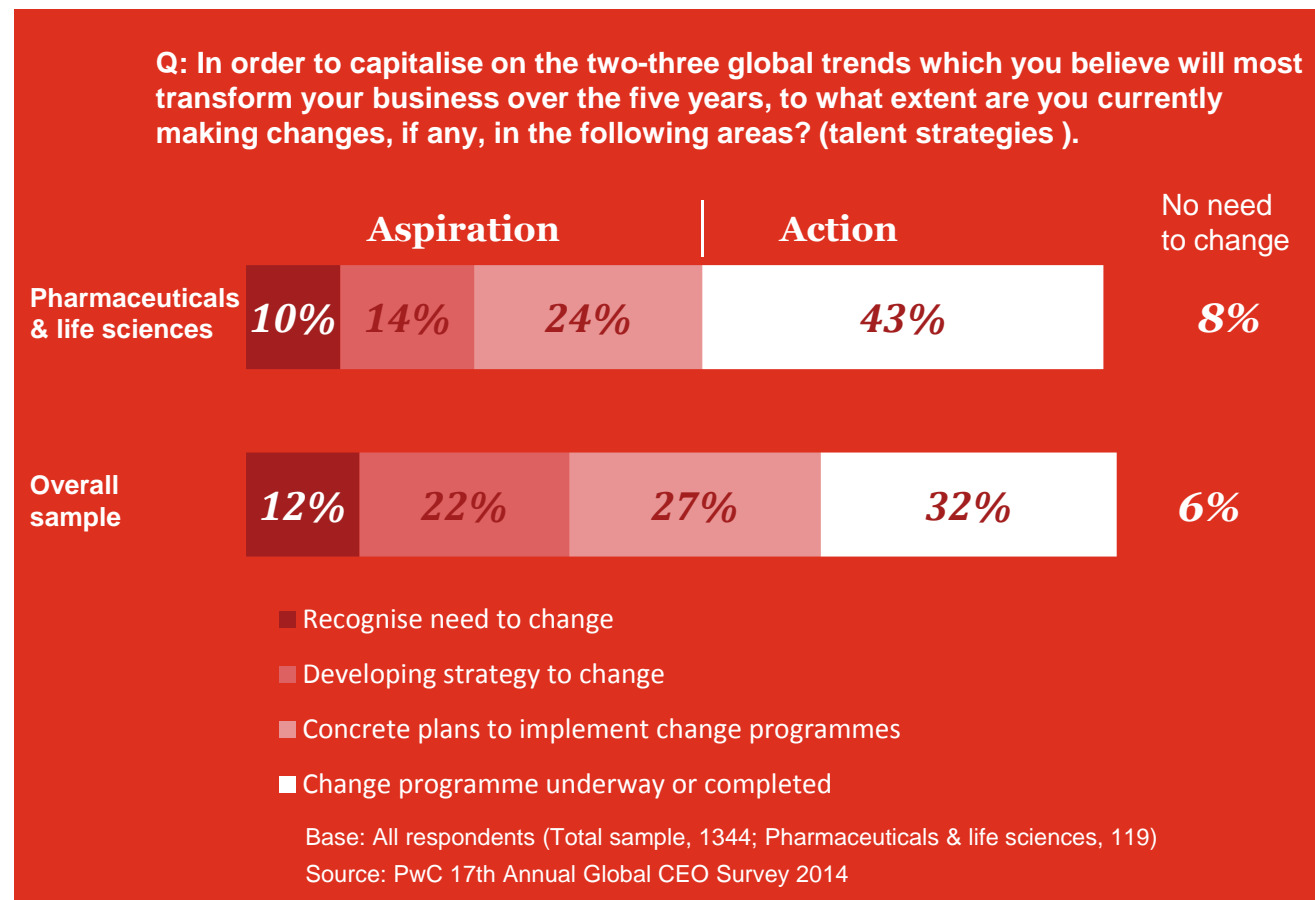 Q: In order to capitalise on the two-three global trends which you believe will most
transform your business over the five years, to what extent are you currently
making changes, if any, in the following areas? (talent strategies ).
Aspiration
Action
No need
to change
Pharmaceuticals
& life sciences
10%
14%
24%
43%
8%
Overall
sample
12%
22%
27%
32%
6%
Recognise need to change
Developing strategy to change
Concrete plans to implement change programmes
Change programme underway or completed
Base: All respondents (Total sample, 1344; Pharmaceuticals & life sciences, 119)
Source: PwC 17th Annual Global CEO Survey 2014